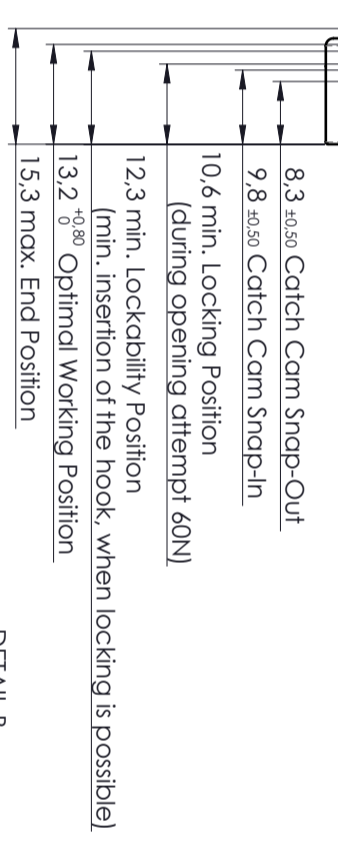 8,3 ±0,50 Catch Cam Snap-Out
9,8 ±0,50 Catch Cam Snap-In
10,6 min. Locking Position
(during opening attempt 60N)
12,3 min. Lockability Position
(min. insertion of the hook, when locking is possible)
13,2 +0,80 0 Optimal Working Position
15,3 max. End Position